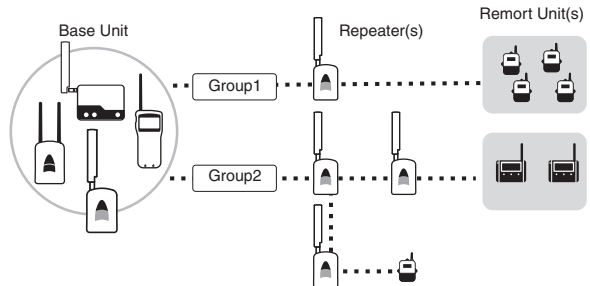 Remort Unit(s)
Base Unit
Repeater(s)
Group1
Group2